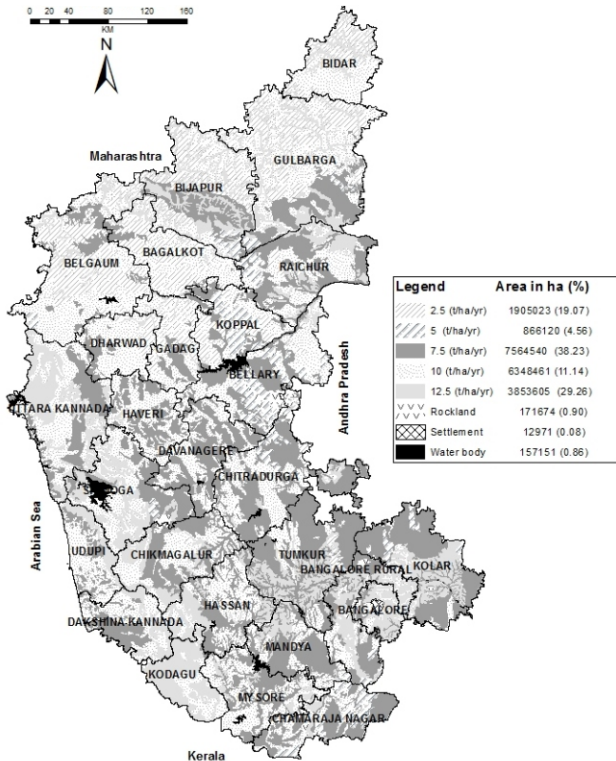 0 20 40 80 120 160
KM
N
BIDAR
GULBARGA
Maharashtra
BIJAPUR
BAGALKOT
BELGAUM
RAICHUR
Legend Area in ha (%)
2.5 (t/ha/yr) 1905023 (19.07)
5 (t/ha/yr) 866120 (4.56)
7.5 (t/ha/yr) 7564540 (38.23)
10 (t/ha/yr) 6348461 (11.14)
12.5 (t/ha/yr) 3853605 (29.26)
Rockland 171674 (0.90)
Settlement 12971 (0.08)
Water body 157151 (0.86)
KOPPAL
DHARWAD
GADAG
BELLARY
Andhra Pradesh
UTTARA KANNADA
HAVERI
DAVANAGERE
CHITRADURGA
OGA
Arabian Sea
UDUPI
CHIKMAGALUR
TUMKUR
BANGALORE RURAL
KOLAR
HASSAN
BANGALORE
DAKSHINA KANNADA
MANDYA
KODAGU
MYSORE
CHAMARAJA NAGAR
Kerala